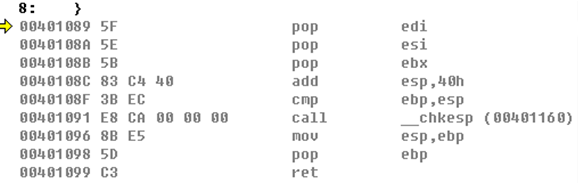 8:    }
00401089 5F                   pop         edi
0040108A 5E                   pop         esi
0040108B 5B                   pop         ebx
0040108C 83 C4 40             add         esp,40h
0040108F 3B EC                cmp         ebp,esp
00401091 E8 CA 00 00 00       call        __chkesp (00401160)
00401096 8B E5                mov         esp,ebp
00401098 5D                   pop         ebp
00401099 C3                   ret